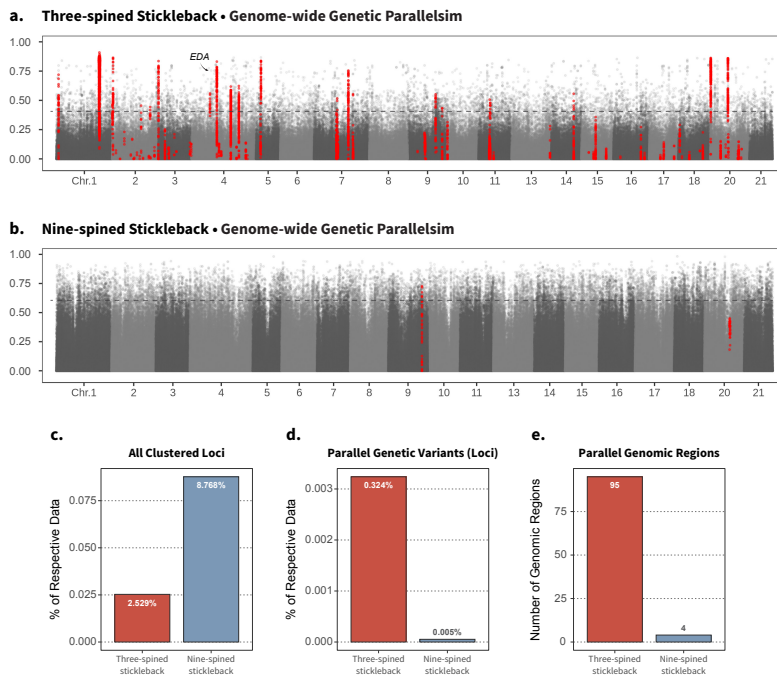 a. Three-spined Stickleback • Genome-wide Genetic Parallelsim
EDA
1.00
0.75
0.50
0.25
0.00
Chr.1 2 3 4 5 6 7 8 9 10 11 13 14 15 16 17 18 20 21
b. Nine-spined Stickleback • Genome-wide Genetic Parallelsim
1.00
0.75
0.50
0.25
0.00
Chr.1 2 3 4 5 6 7 8 9 10 11 13 14 15 16 17 18 20 21
c. d. e.
All Clustered Loci
% of Respective Data
0.075
0.050
0.025
0.000
2.529%
8.768%
Three-spined stickleback
Nine-spined stickleback
Parallel Genetic Variants (Loci)
% of Respective Data
0.003
0.002
0.001
0.000
0.324%
0.005%
Three-spined stickleback
Nine-spined stickleback
Parallel Genomic Regions
Number of Genomic Regions
75
50
25
0
95
4
Three-spined stickleback
Nine-spined stickleback